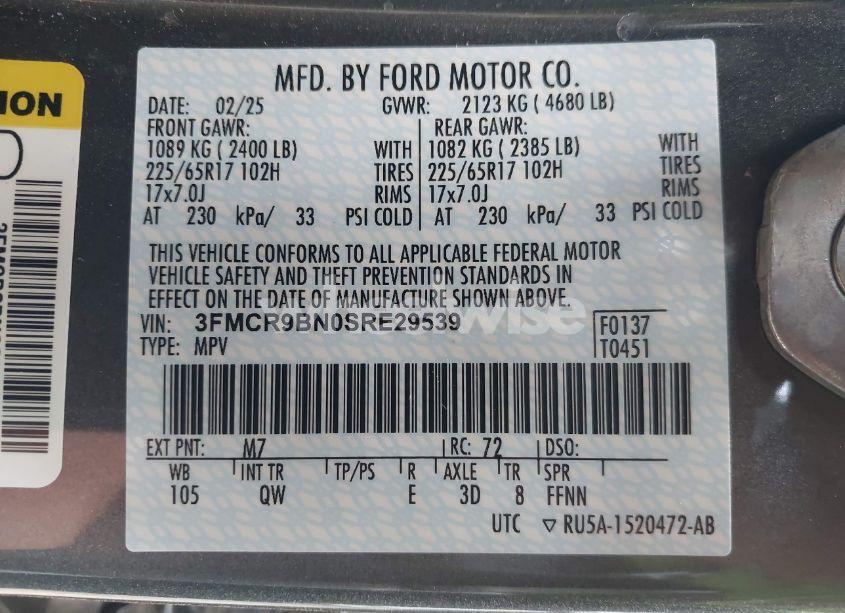 MFD. BY FORD MOTOR CO.
DATE: 02/25 GVWR: 2123 KG ( 4680 LB)
FRONT GAWR: REAR GAWR:
1089 KG ( 2400 LB) WITH 1082 KG ( 2385 LB) WITH
225/65R17 102H TIRES 225/65R17 102H TIRES
17x7.0J RIMS 17x7.0J RIMS
AT 230 kPa/ 33 PSI COLD AT 230 kPa/ 33 PSI COLD
THIS VEHICLE CONFORMS TO ALL APPLICABLE FEDERAL MOTOR
VEHICLE SAFETY AND THEFT PREVENTION STANDARDS IN
EFFECT ON THE DATE OF MANUFACTURE SHOWN ABOVE.
VIN: 3FMCR9BN0SRE29539 F0137
TYPE: MPV T0451
EXT PNT: M7 RC: 72 DSO:
WB INT TR TP/PS R AXLE TR SPR
105 QW E 3D 8 FFNN
UTC ▽ RU5A-1520472-AB